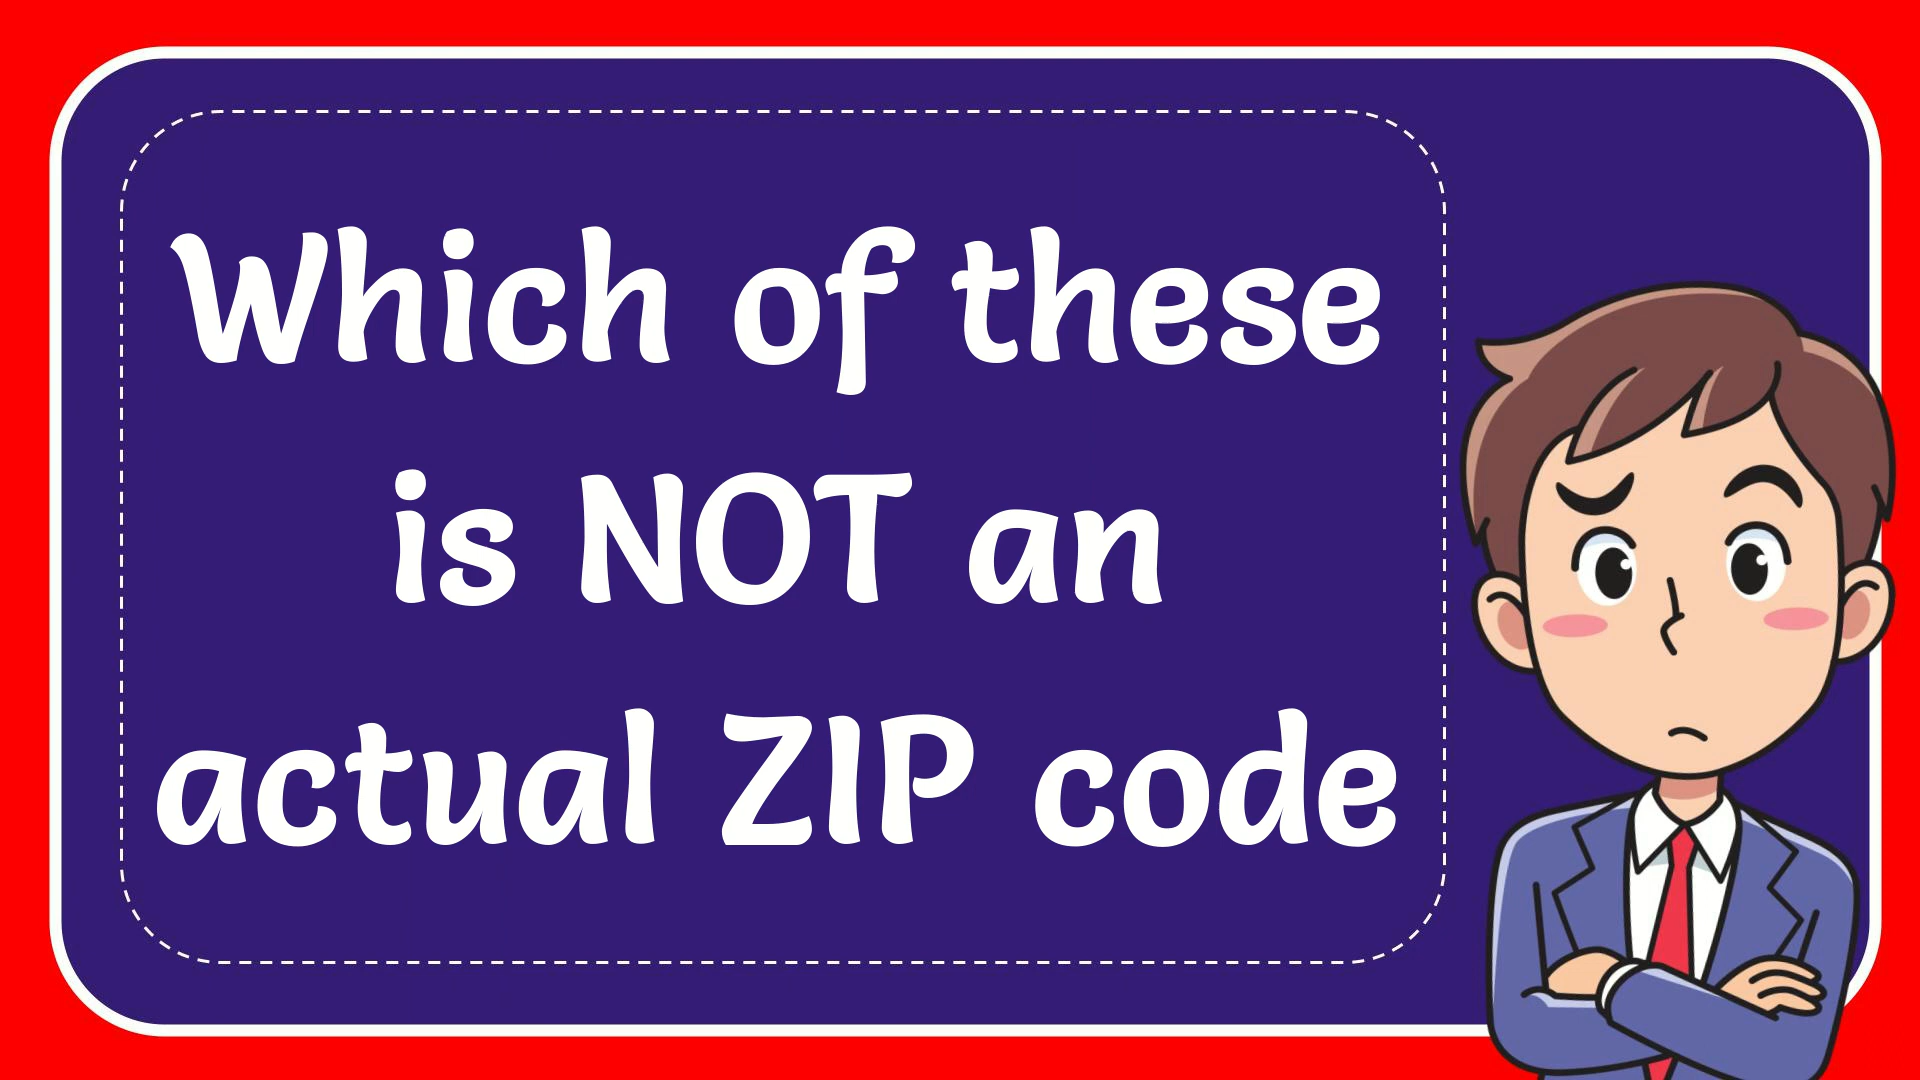 Which of these
is NOT an
actual ZIP code